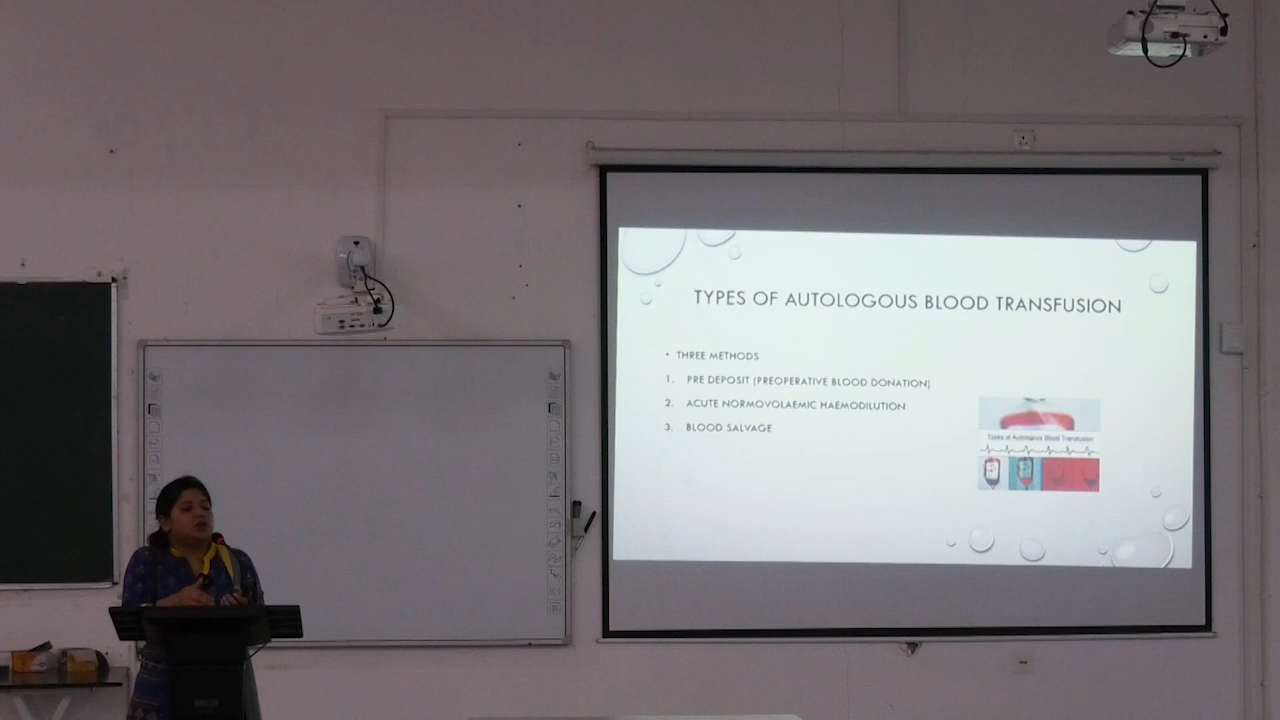 TYPES OF AUTOLOGOUS BLOOD TRANSFUSION
• THREE METHODS
1. PRE DEPOSIT (PREOPERATIVE BLOOD DONATION)
2. ACUTE NORMOVOLAEMIC HAEMODILUTION
3. BLOOD SALVAGE
Types of Autologous Blood Transfusion